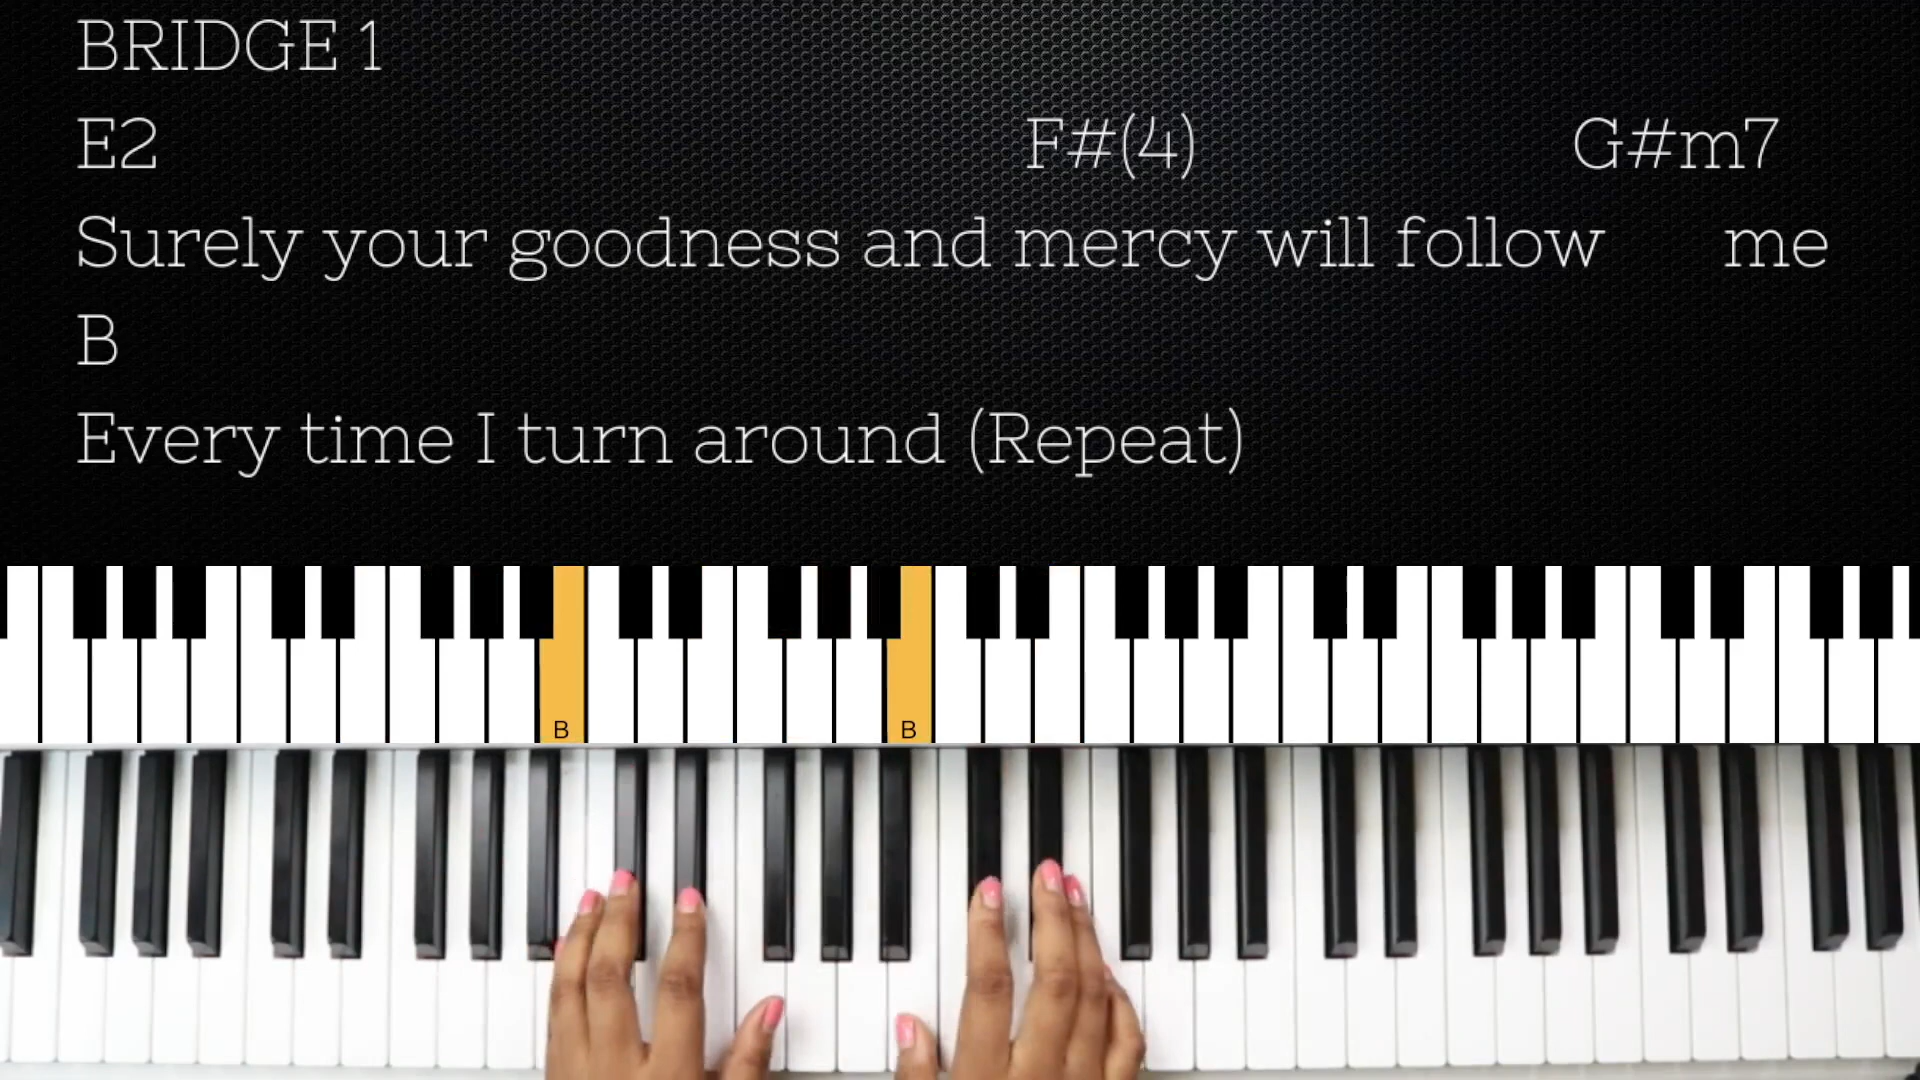 BRIDGE 1
E2 F#(4) G#m7
Surely your goodness and mercy will follow me
B
Every time I turn around (Repeat)
B B